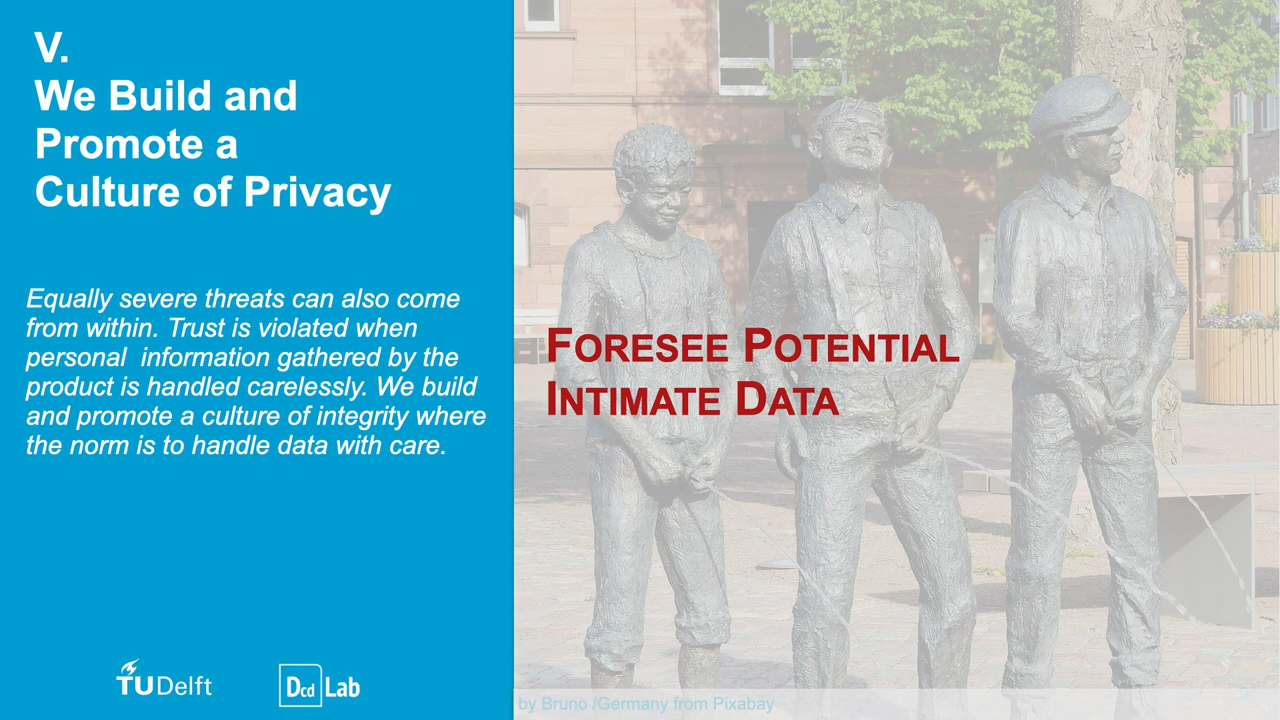 V.
We Build and
Promote a
Culture of Privacy
Equally severe threats can also come
from within. Trust is violated when
personal  information gathered by the
product is handled carelessly. We build
and promote a culture of integrity where
the norm is to handle data with care.
FORESEE POTENTIAL
INTIMATE DATA
TUDelft
Dcd Lab
by Bruno /Germany from Pixabay
9